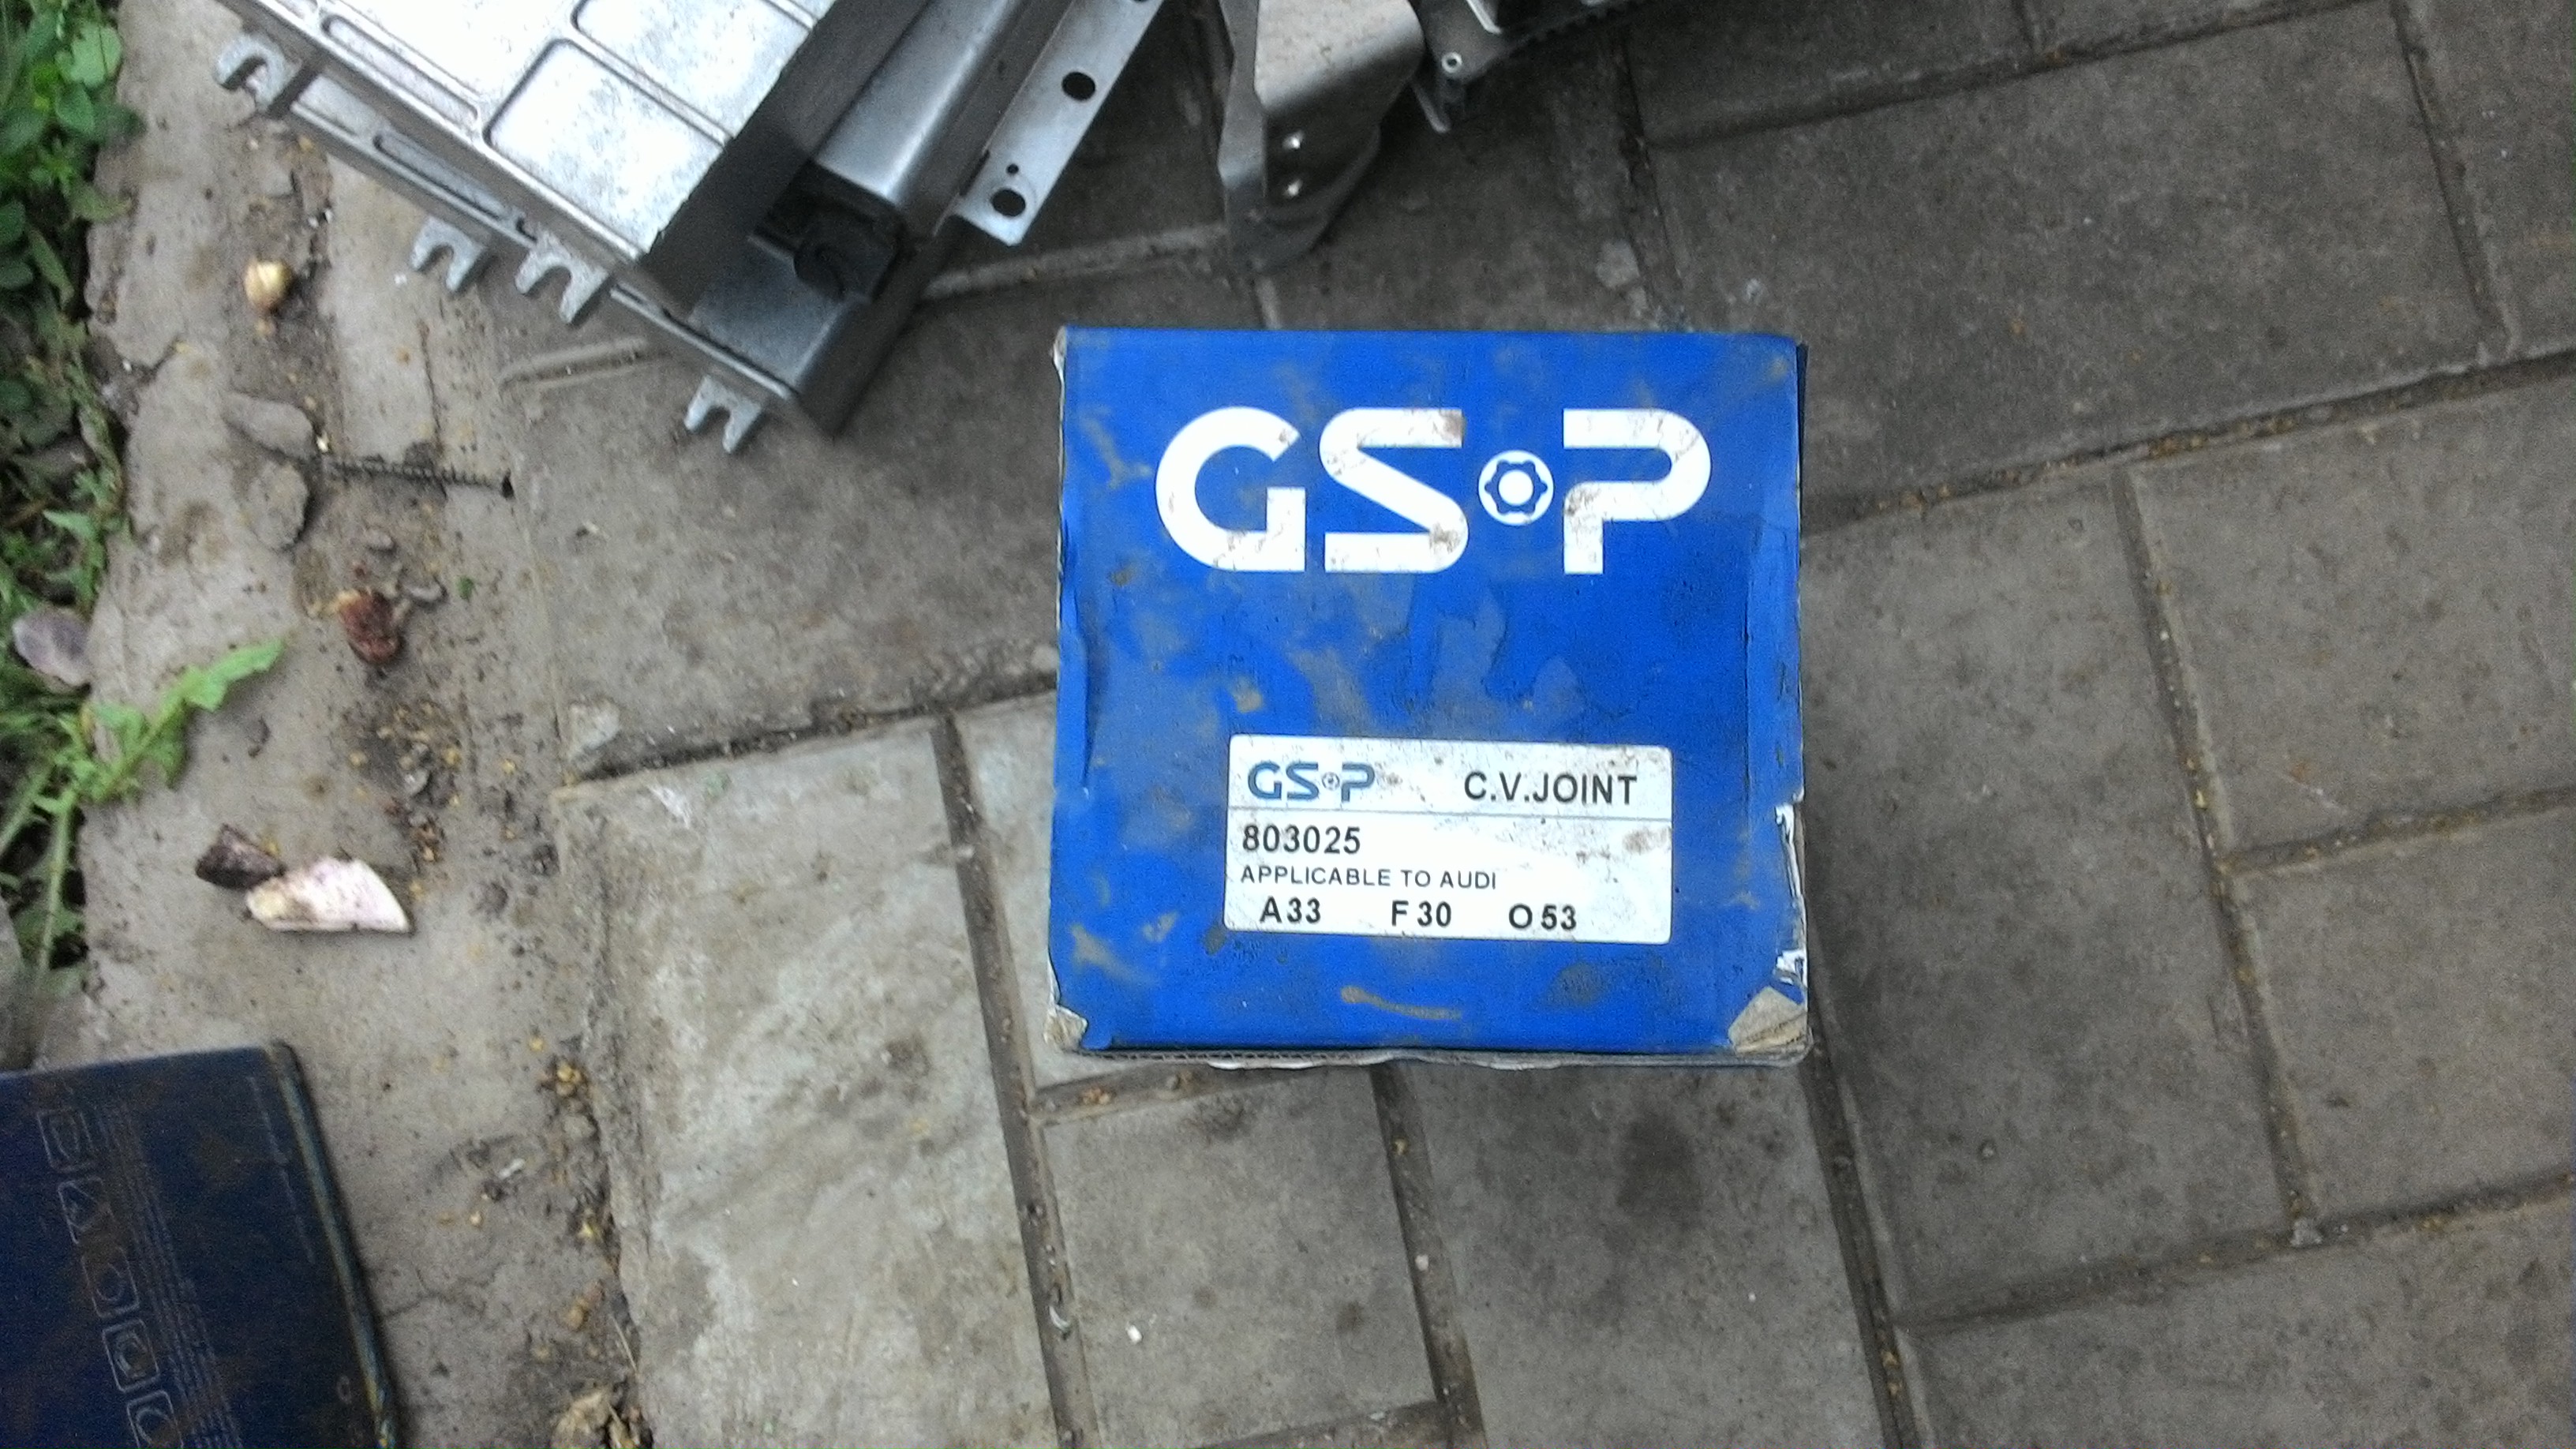 GSP
GSP C.V.JOINT
803025
APPLICABLE TO AUDI
A33 F30 O53